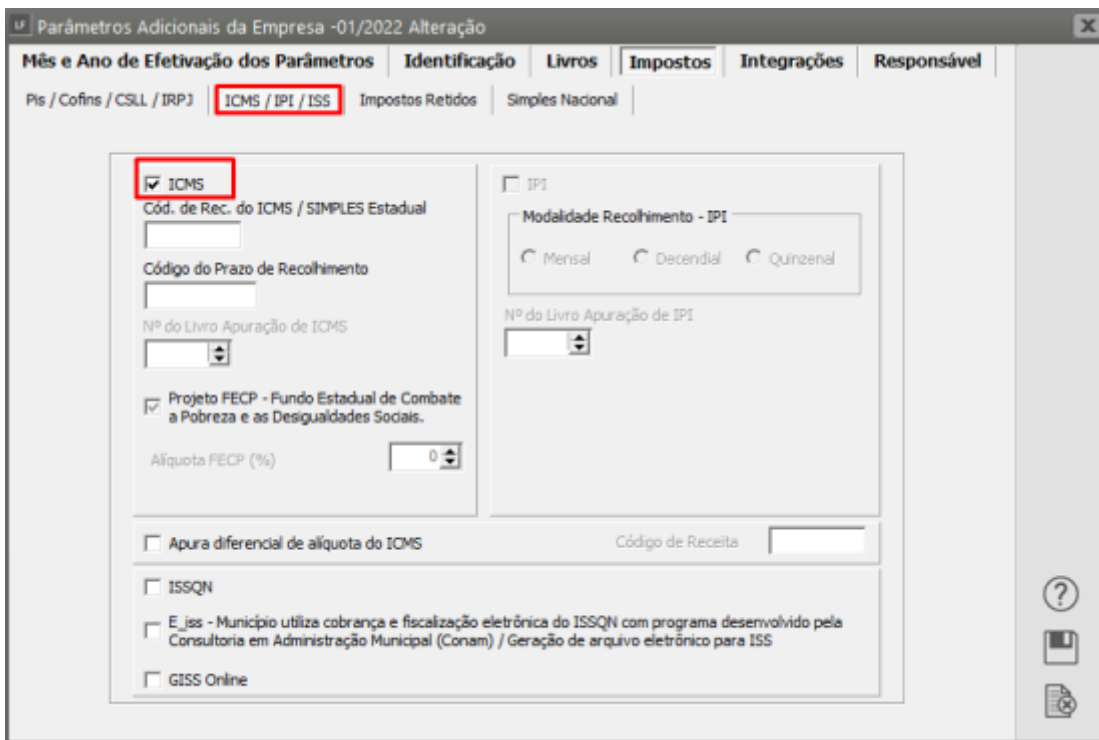 LF Parâmetros Adicionais da Empresa -01/2022 Alteração
Mês e Ano de Efetivação dos Parâmetros Identificação Livros Impostos Integrações Responsável
Pis / Cofins / CSLL / IRPJ ICMS / IPI / ISS Impostos Retidos Simples Nacional
ICMS
Cód. de Rec. do ICMS / SIMPLES Estadual
Código do Prazo de Recolhimento
Nº do Livro Apuração de ICMS
Projeto FECP - Fundo Estadual de Combate
a Pobreza e as Desigualdades Sociais.
Alíquota FECP (%) 0
IPI
Modalidade Recolhimento - IPI
Mensal Decendial Quinzenal
Nº do Livro Apuração de IPI
Apura diferencial de alíquota do ICMS Código de Receita
ISSQN
E_iss - Município utiliza cobrança e fiscalização eletrônica do ISSQN com programa desenvolvido pela
Consultoria em Administração Municipal (Conam) / Geração de arquivo eletrônico para ISS
GISS Online